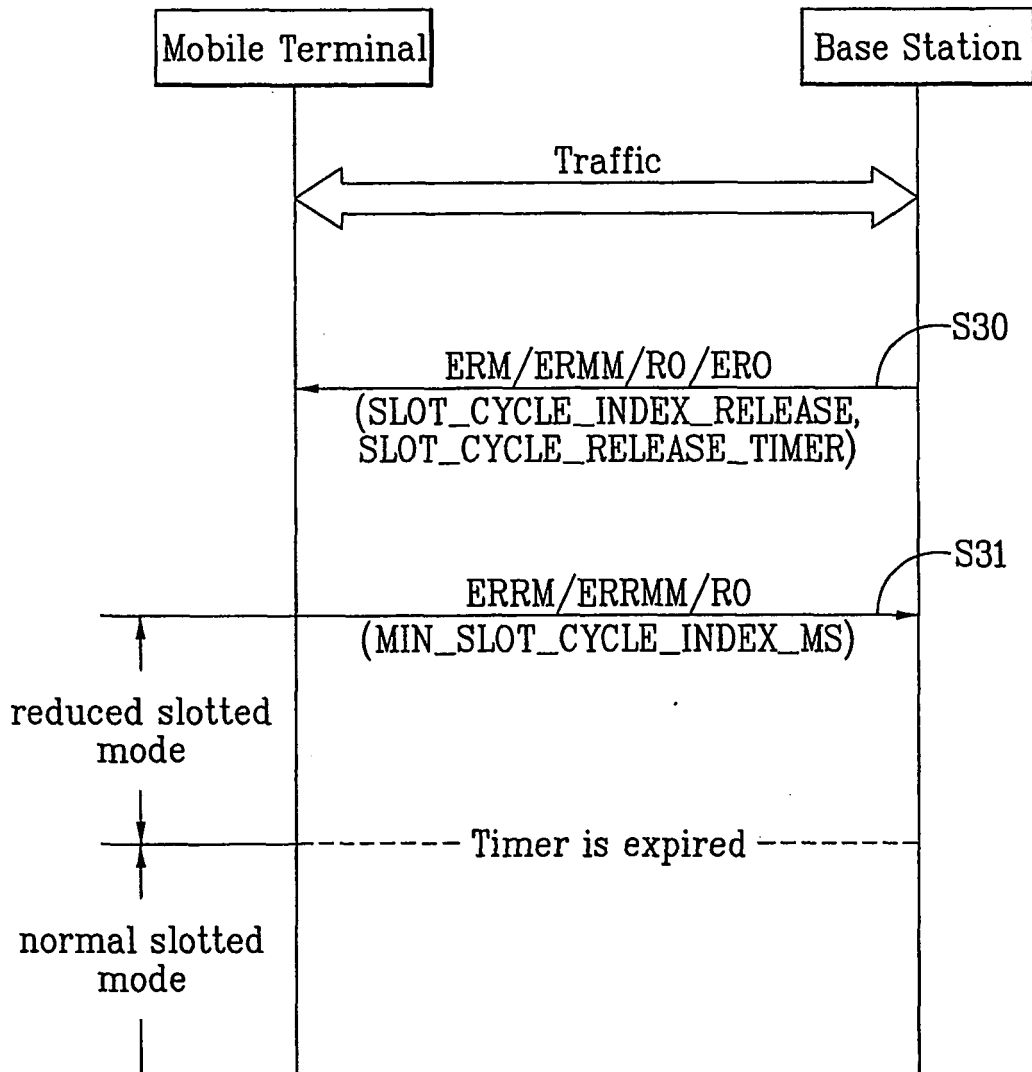 Mobile Terminal
Base Station
Traffic
S30
ERM/ERMM/RO/ERO
(SLOT_CYCLE_INDEX_RELEASE,
SLOT_CYCLE_RELEASE_TIMER)
S31
ERRM/ERRMM/RO
(MIN_SLOT_CYCLE_INDEX_MS)
reduced slotted
mode
Timer is expired
normal slotted
mode